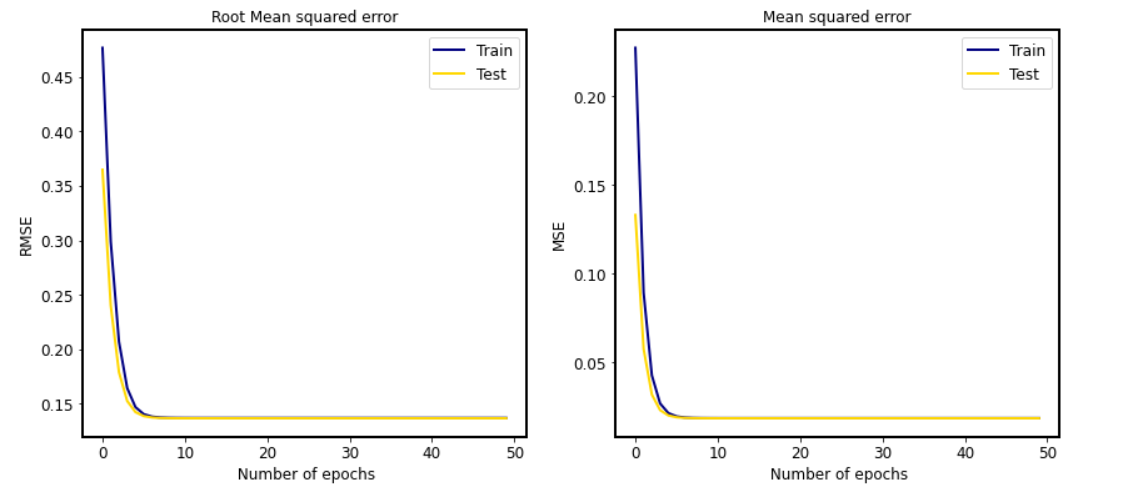 Root Mean squared error
Train
Test
0.45
0.40
0.35
0.30
0.25
0.20
0.15
RMSE
0 10 20 30 40 50
Number of epochs
Mean squared error
Train
Test
0.20
0.15
0.10
0.05
MSE
0 10 20 30 40 50
Number of epochs